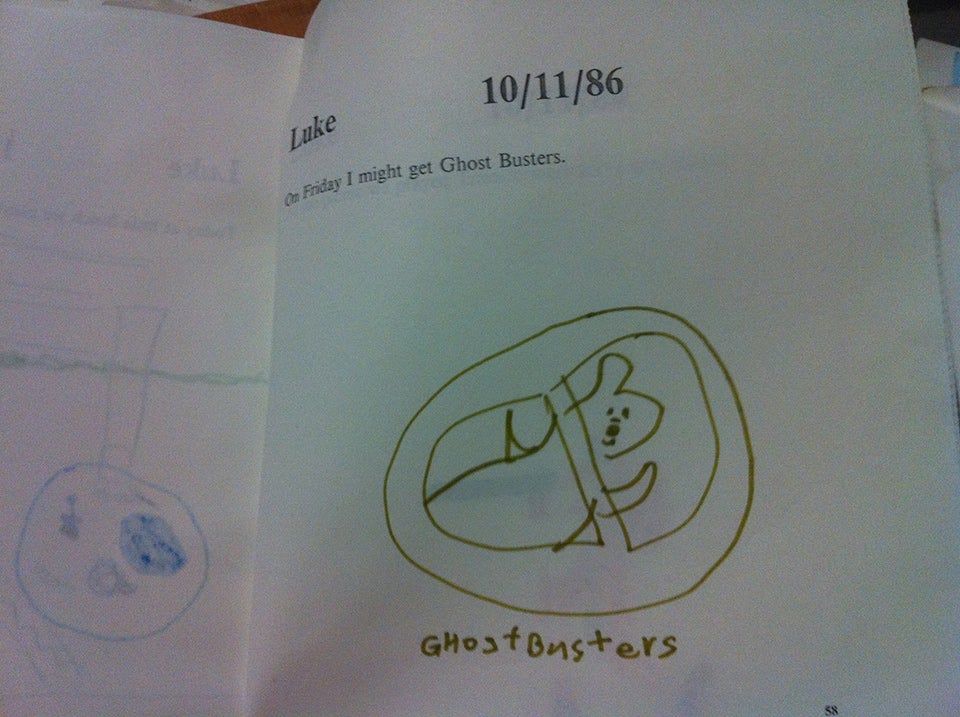 10/11/86
Luke
On Friday I might get Ghost Busters.
GHostBusters
58